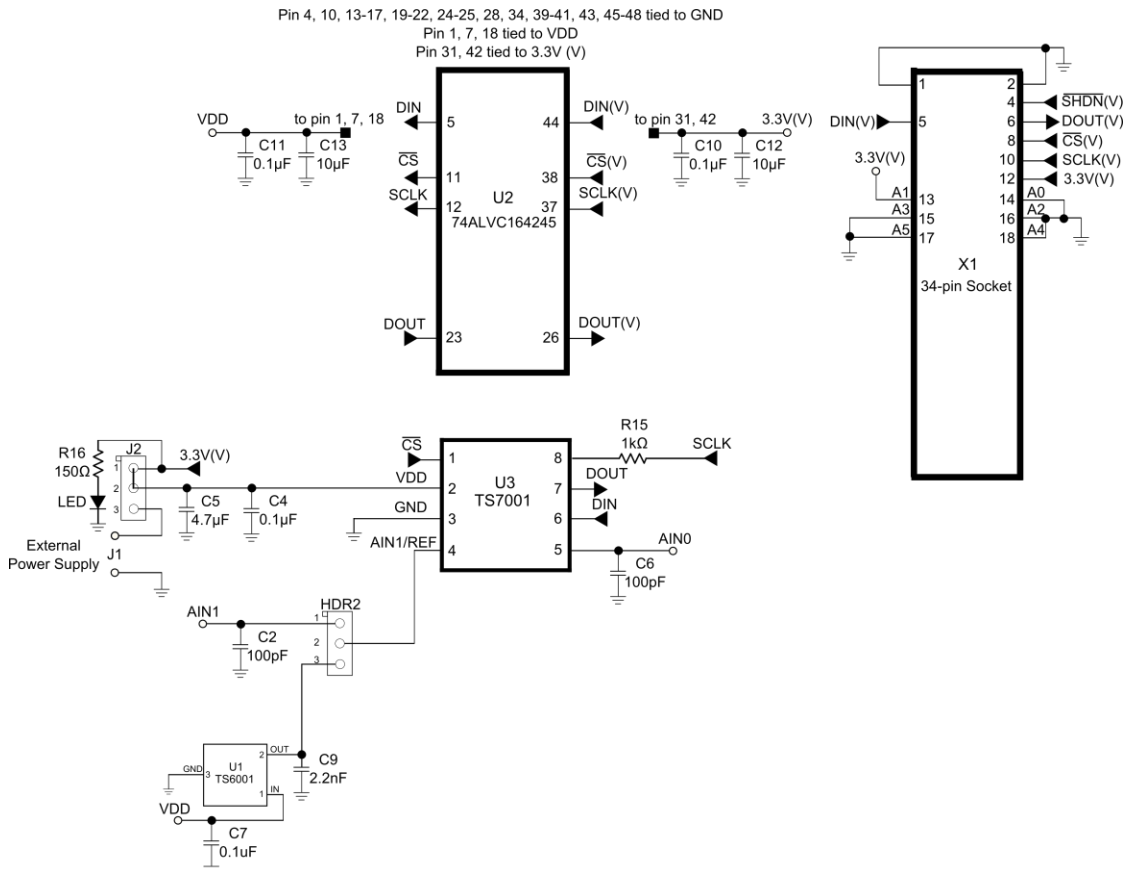 Pin 4, 10, 13-17, 19-22, 24-25, 28, 34, 39-41, 43, 45-48 tied to GND
Pin 1, 7, 18 tied to VDD
Pin 31, 42 tied to 3.3V (V)
VDD
to pin 1, 7, 18
C11
0.1µF
C13
10µF
DIN
5
CS
11
SCLK
12
DOUT
23
U2
74ALVC164245
44
DIN(V)
38
CS(V)
37
SCLK(V)
26
DOUT(V)
to pin 31, 42
3.3V(V)
C10
0.1µF
C12
10µF
1
2
4
SHDN(V)
DIN(V)
5
6
DOUT(V)
8
CS(V)
10
SCLK(V)
3.3V(V)
12
3.3V(V)
A1
13
14
A0
A3
15
16
A2
A5
17
18
A4
X1
34-pin Socket
R16
150Ω
LED
J2
1
2
3
3.3V(V)
C5
4.7µF
C4
0.1µF
External
Power Supply
J1
CS
1
VDD
2
GND
3
AIN1/REF
4
U3
TS7001
8
R15
1kΩ
SCLK
7
DOUT
6
DIN
5
AIN0
C6
100pF
AIN1
C2
100pF
HDR2
1
2
3
GND
3
U1
TS6001
2
OUT
1
IN
C9
2.2nF
VDD
C7
0.1uF